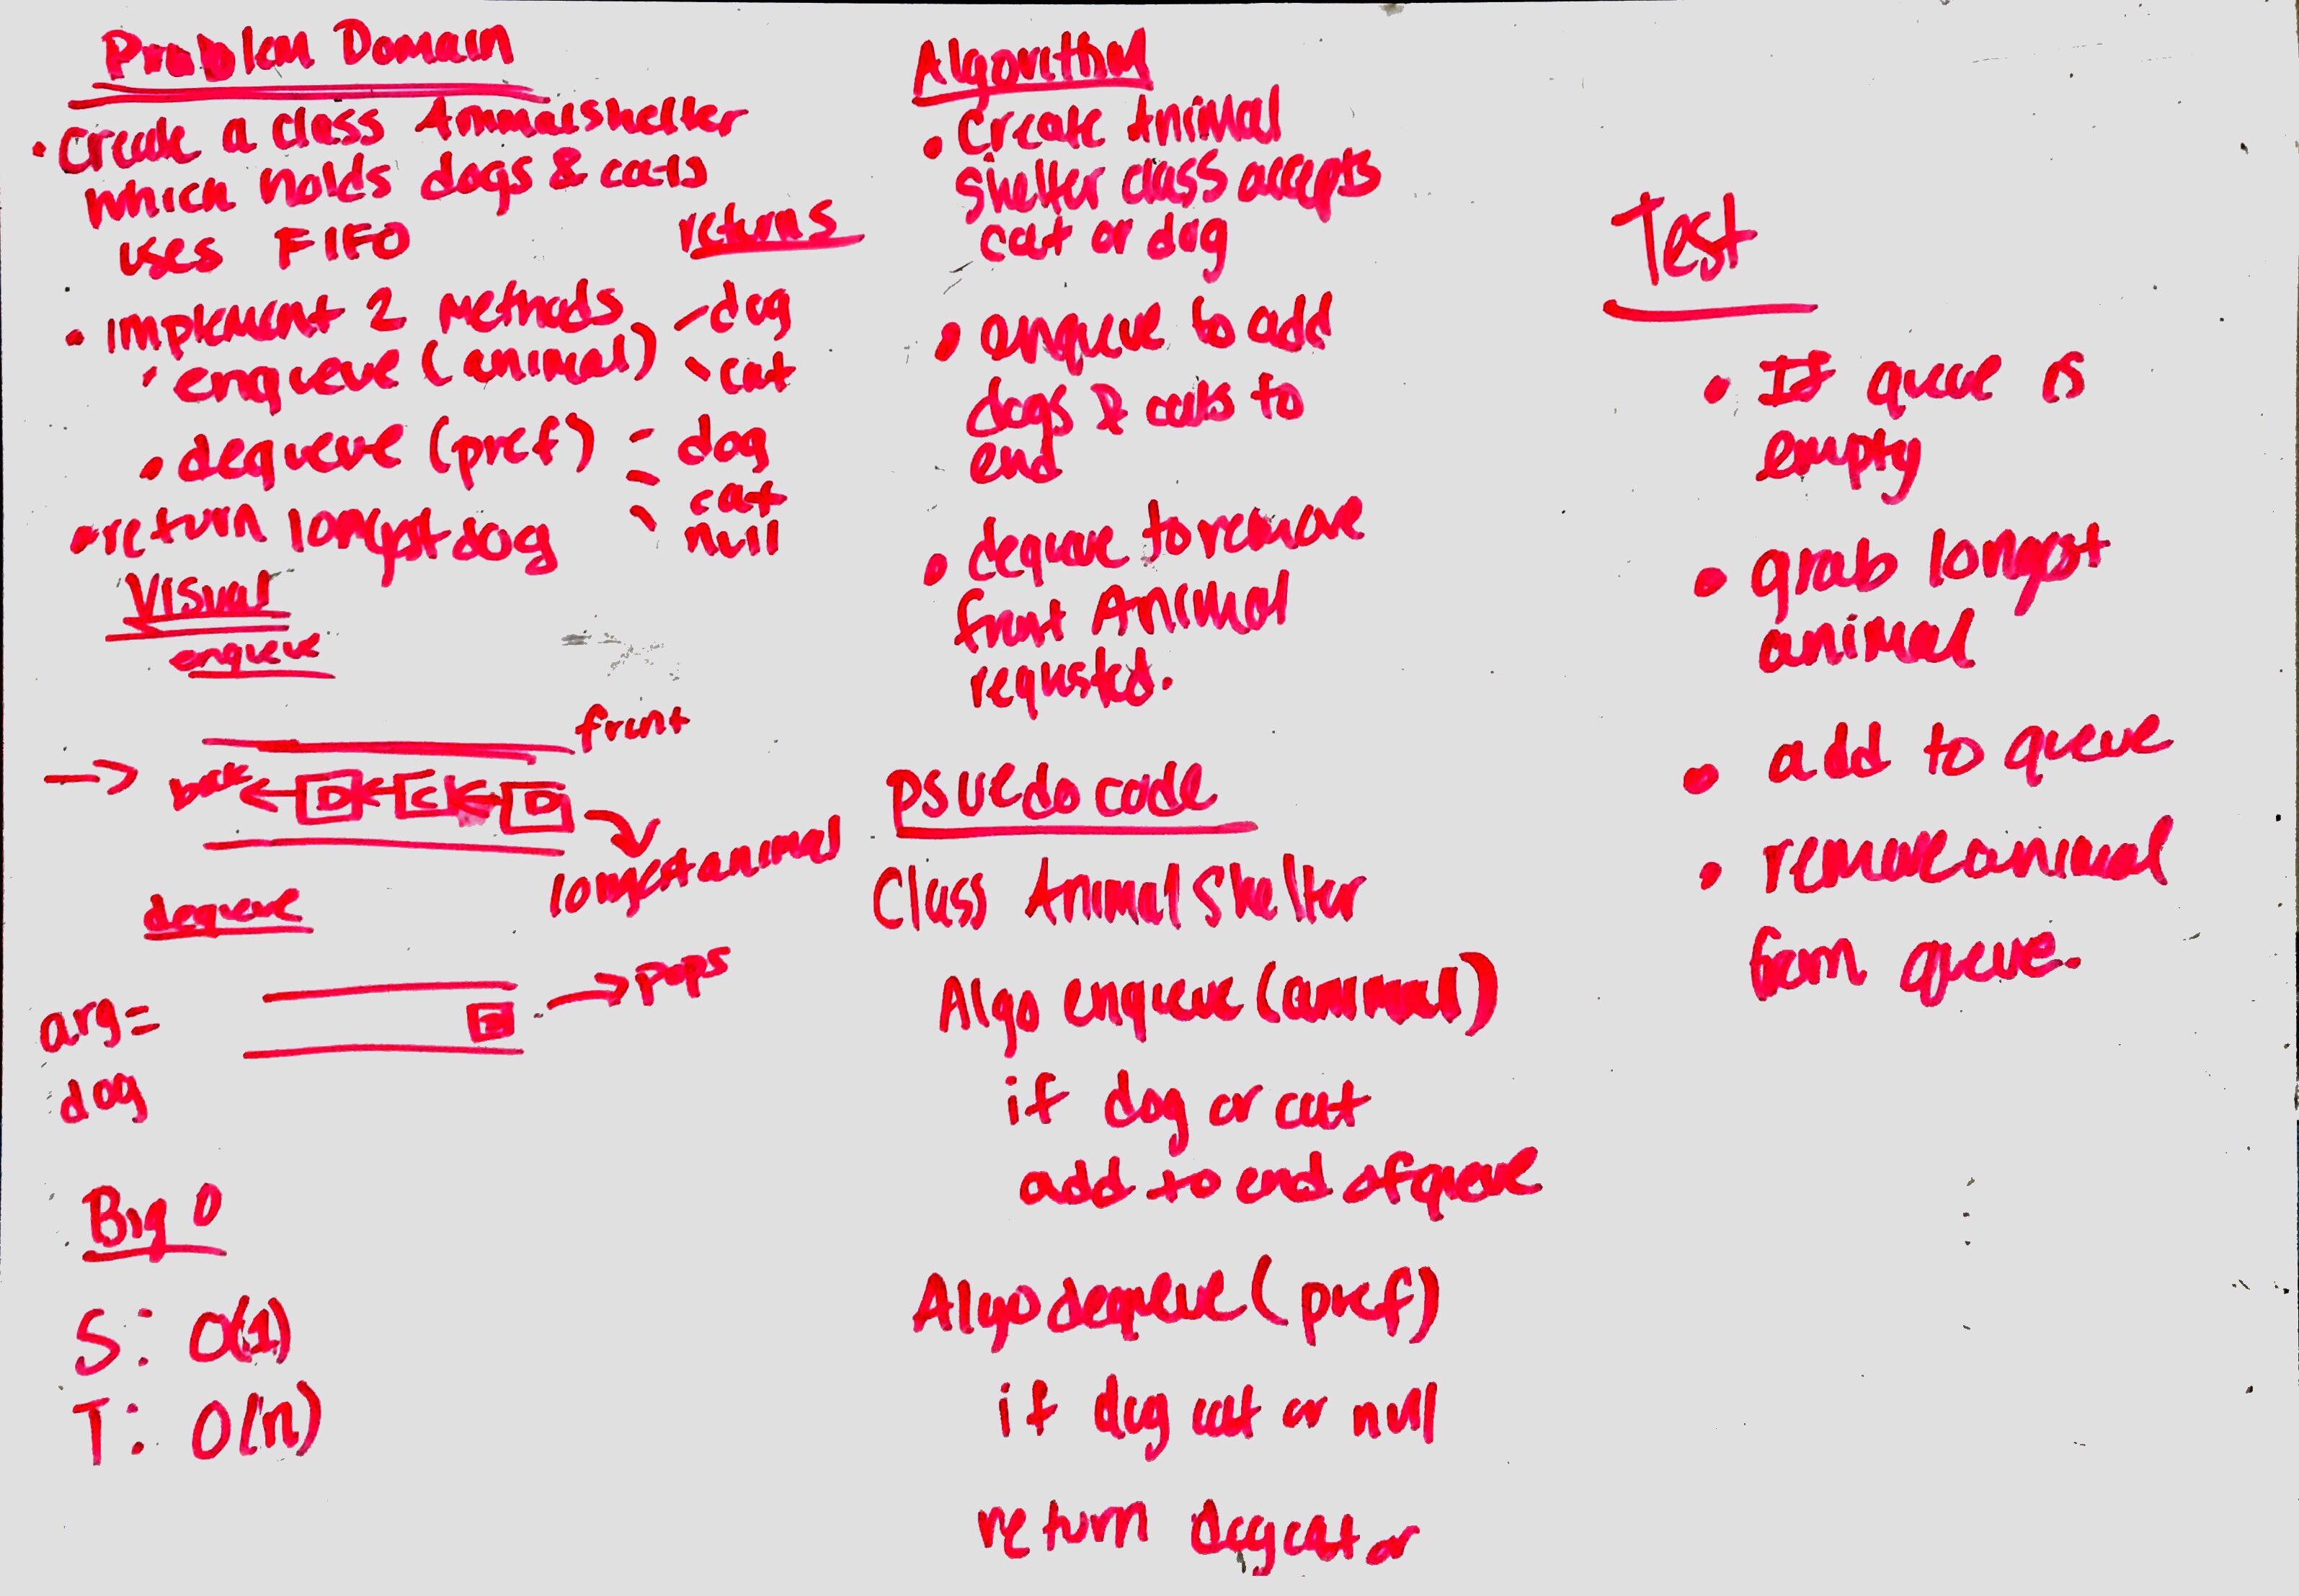 Problem Domain
• Create a class Animalshelter
which holds dogs & cats
uses FIFO
returns
• implement 2 methods
• enqueue (animal)
- dog
- cat
• dequeue (pref)
- dog
- cat
- null
• return longest dog
Visual
enqueue
front
→ back ← D ← C ← D
longest animal
dequeue
arg=
dog
→ pops
Big O
S: O(1)
T: O(n)
Algorithm
• Create Animal
shelter class accepts
cat or dog
• enqueue to add
dogs & cats to
end
• dequeue to remove
front Animal
requsted.
psuedo code
Class AnimalShelter
Algo enqueue (animal)
if dog or cat
add to end of queue
Algo dequeue (pref)
if dog cat or null
return dog cat or
Test
• If queue is
empty
• grab longest
animal
• add to queue
• remove animal
from queue.